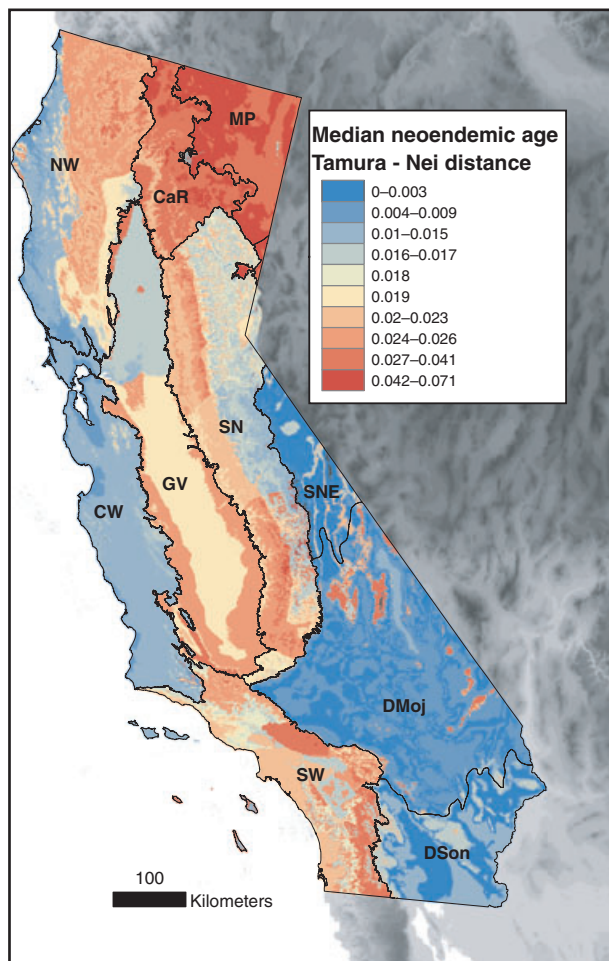 MP
Median neoendemic age
Tamura - Nei distance
NW
CaR
0–0.003
0.004–0.009
0.01–0.015
0.016–0.017
0.018
0.019
0.02–0.023
0.024–0.026
0.027–0.041
0.042–0.071
SN
GV
SNE
CW
DMoj
SW
DSon
100
Kilometers